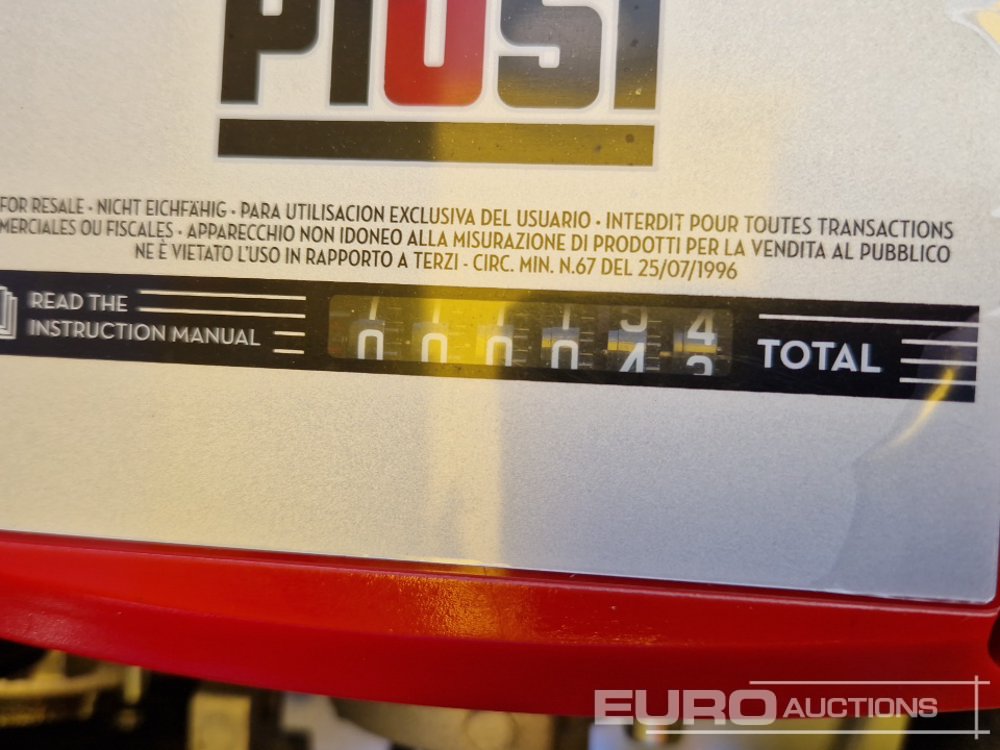 PIUSI
FOR RESALE • NICHT EICHFÄHIG • PARA UTILISACION EXCLUSIVA DEL USUARIO • INTERDIT POUR TOUTES TRANSACTIONS
MERCIALES OU FISCALES • APPARECCHIO NON IDONEO ALLA MISURAZIONE DI PRODOTTI PER LA VENDITA AL PUBBLICO
NE È VIETATO L'USO IN RAPPORTO A TERZI - CIRC. MIN. N.67 DEL 25/07/1996
READ THE
INSTRUCTION MANUAL
TOTAL
EURO AUCTIONS